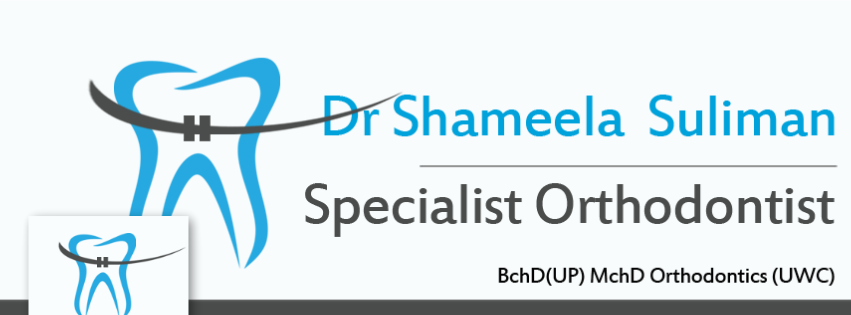 Dr Shameela Suliman
Specialist Orthodontist
BchD(UP) MchD Orthodontics (UWC)